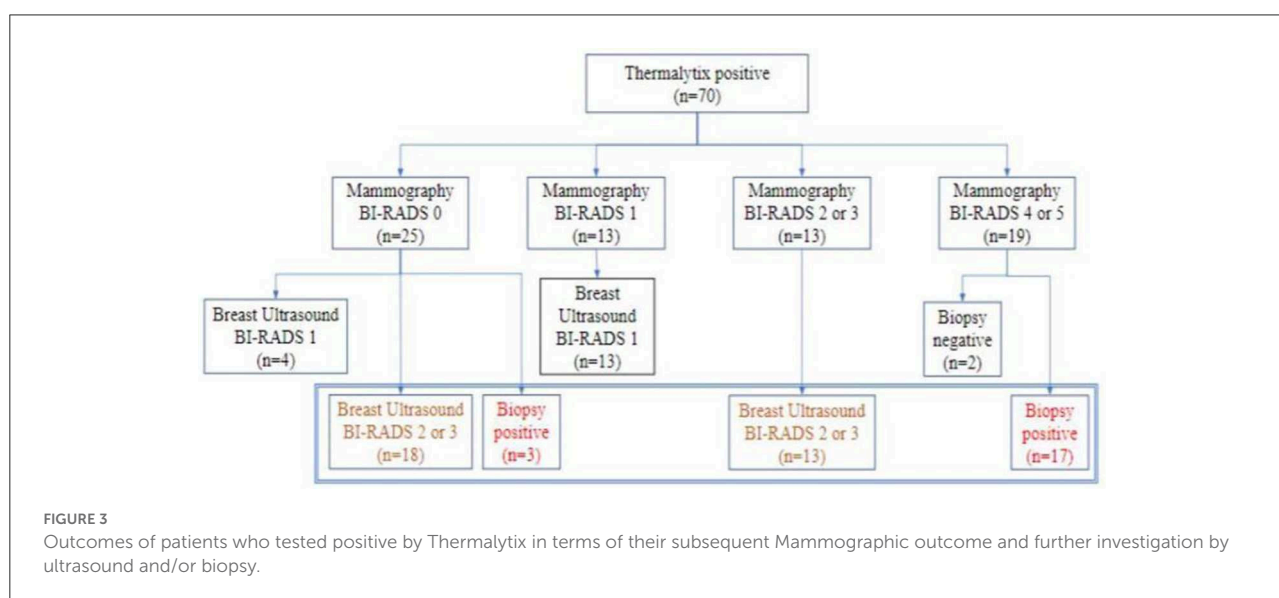 Thermalytix positive
(n=70)
Mammography
BI-RADS 0
(n=25)
Mammography
BI-RADS 1
(n=13)
Mammography
BI-RADS 2 or 3
(n=13)
Mammography
BI-RADS 4 or 5
(n=19)
Breast Ultrasound
BI-RADS 1
(n=4)
Breast
Ultrasound
BI-RADS 1
(n=13)
Biopsy
negative
(n=2)
Breast Ultrasound
BI-RADS 2 or 3
(n=18)
Biopsy
positive
(n=3)
Breast Ultrasound
BI-RADS 2 or 3
(n=13)
Biopsy
positive
(n=17)
FIGURE 3
Outcomes of patients who tested positive by Thermalytix in terms of their subsequent Mammographic outcome and further investigation by
ultrasound and/or biopsy.